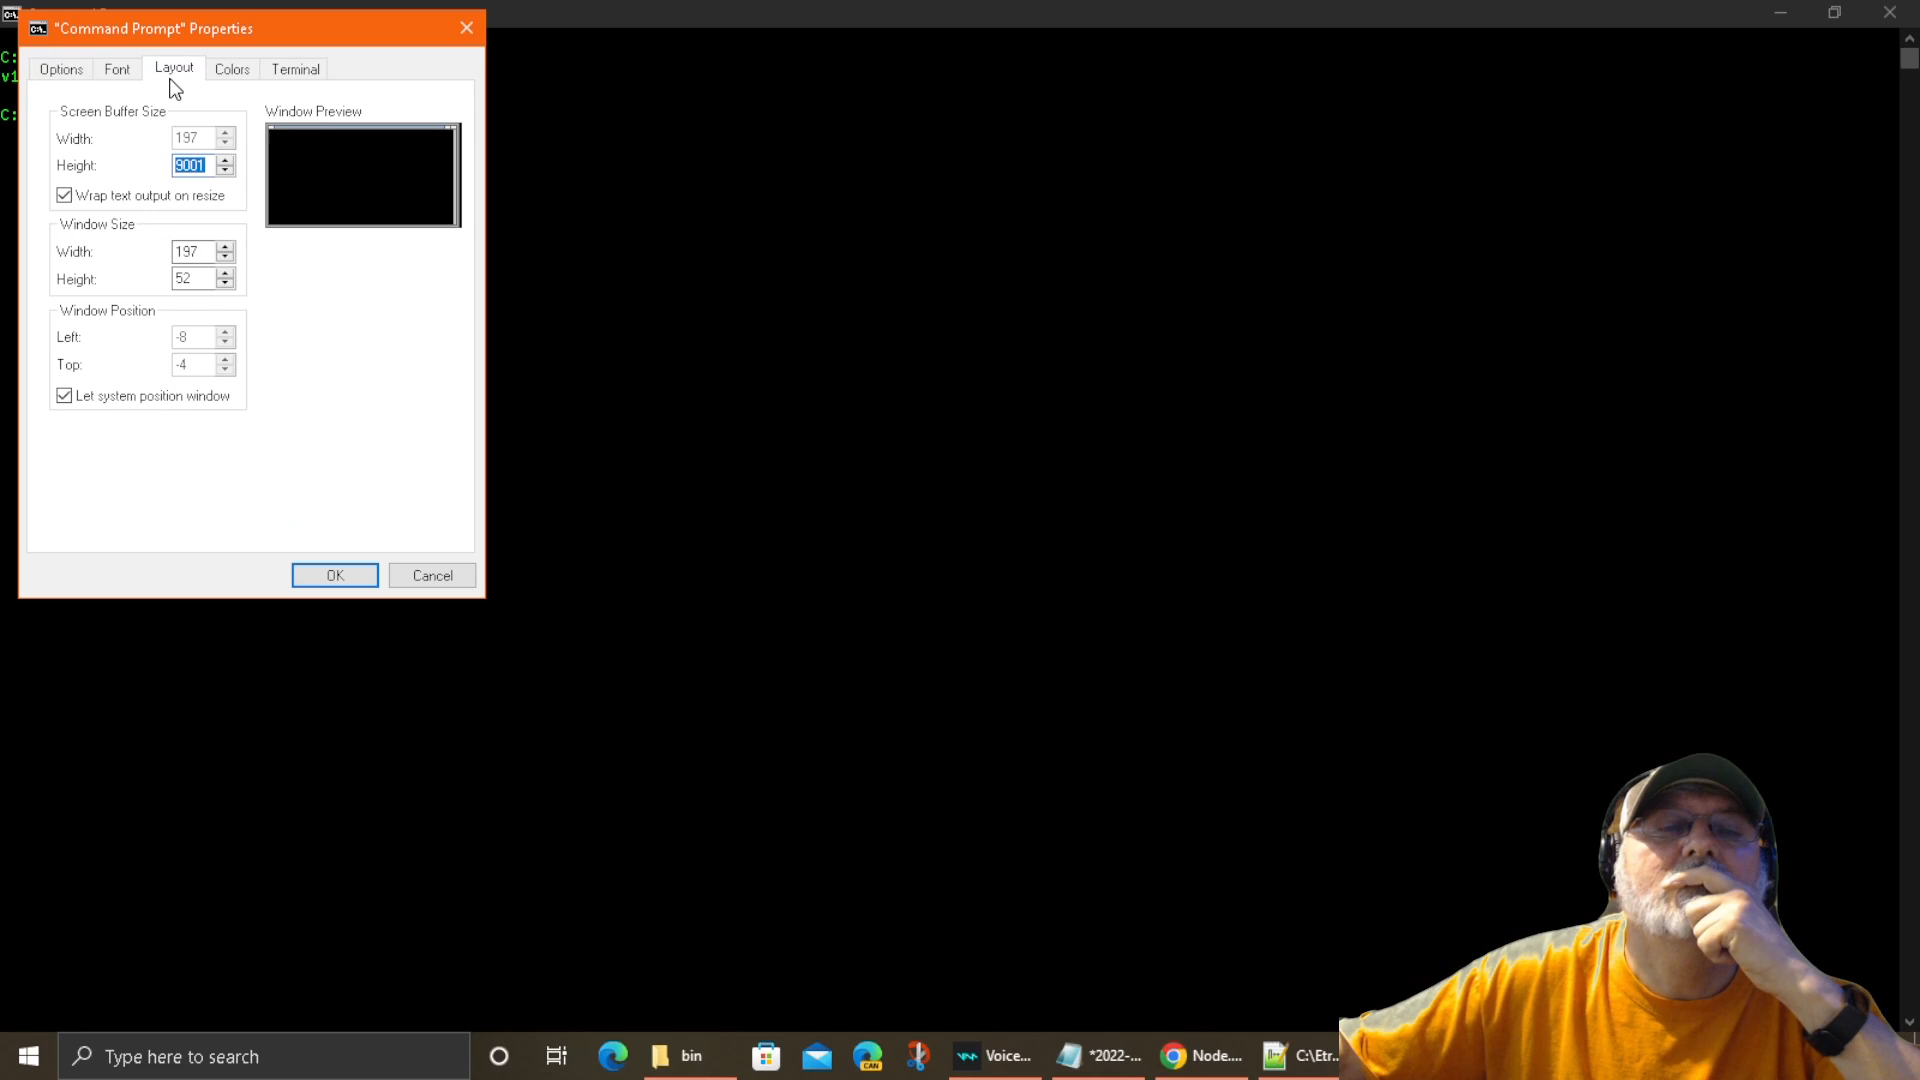 "Command Prompt" Properties
C:
v1
C:
Options Font Layout Colors Terminal
Screen Buffer Size
Width: 197
Height: 9001
Wrap text output on resize
Window Size
Width: 197
Height: 52
Window Position
Left: -8
Top: -4
Let system position window
Window Preview
OK Cancel
Type here to search
bin
CAN
Voice...
*2022-...
Node....
C:\Etr...